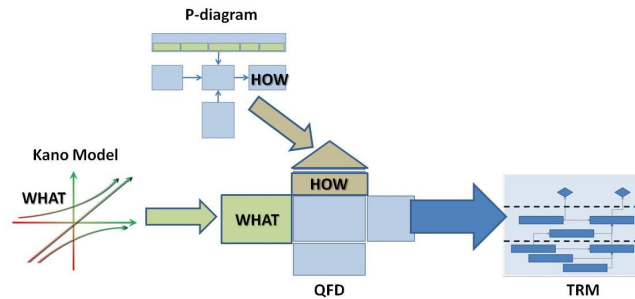 P-diagram
HOW
Kano Model
WHAT
HOW
WHAT
QFD
TRM